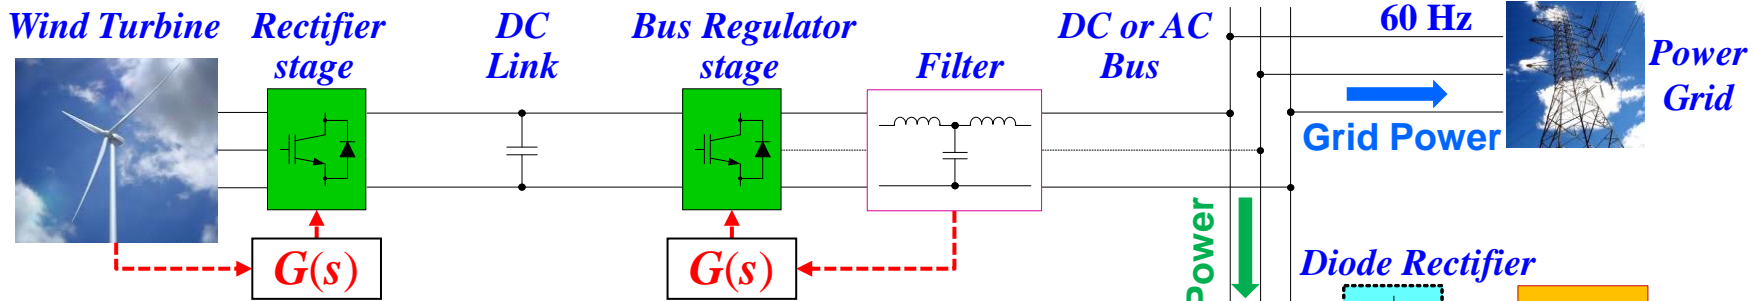 Wind Turbine
Rectifier
stage
DC
Link
Bus Regulator
stage
Filter
DC or AC
Bus
60 Hz
Power
Grid
Grid Power
G(s)
G(s)
Power
Diode Rectifier